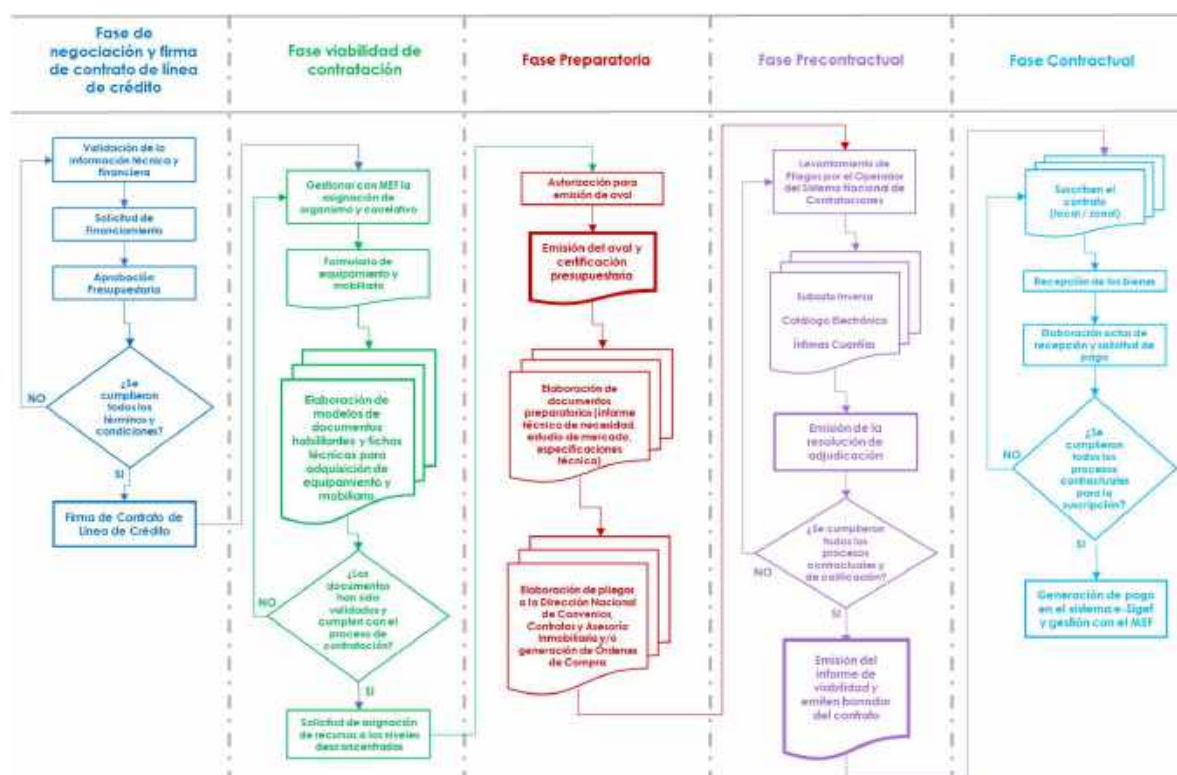 Fase de
negociación y firma
de contrato de línea
de crédito
Validación de la
información técnica y
financiera
Solicitud de
Financiamiento
Aprobación
Presupuestaria
¿Se
cumplieron
todos los
términos y
condiciones?
NO
SI
Firma de Contrato de
Línea de Crédito
Fase viabilidad de
contratación
Gestionar con MEF la
asignación de
organismo y correlativo
Formulario de
equipamiento y
mobiliario
Elaboración de
modelos de
documentos
habilitantes y fichas
técnicas para
adquisición de
equipamiento y
mobiliario
¿Los
documentos
han sido
validados y
cumplen con el
proceso de
contratación?
NO
SI
Solicitud de asignación
de recursos a los niveles
desconcentrados
Fase Preparatoria
Autorización para
emisión de aval
Emisión del aval y
certificación
presupuestaria
Elaboración de
documentos
preparatorios (informe
técnico de necesidad,
estudio de mercado,
especificaciones
técnica)
Elaboración de pliegos
a la Dirección Nacional
de Convenios,
Contratos y Asesoría
Inmobiliaria y/o
generación de Órdenes
de Compra
Fase Precontractual
Levantamiento de
Pliegos por el Operador
del Sistema Nacional de
Contrataciones
Subasta Inversa
Catálogo Electrónico
Ínfimas Cuantías
Emisión de la
resolución de
adjudicación
¿Se cumplieron
todos los
procesos
contractuales y
de calificación?
NO
SI
Emisión del
informe de
viabilidad y
emiten borrador
del contrato
Fase Contractual
Suscriben el
contrato
(local / zonal)
Recepción de los bienes
Elaboración actas de
recepción y solicitud de
pago
¿Se
cumplieron
todos los
procesos
contractuales
para la
suscripción?
NO
SI
Generación de pago
en el sistema e-Sigef
y gestión con el MEF